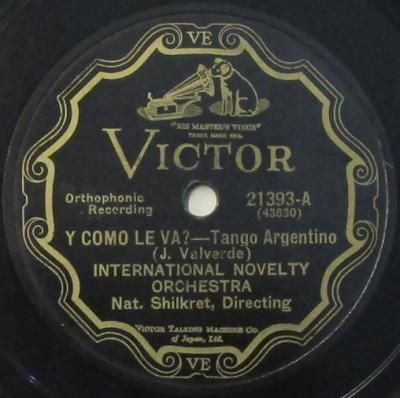 VE
"HIS MASTER'S VOICE"
TRADE MARK REG.
VICTOR
Orthophonic
Recording
21393-A
(43630)
Y COMO LE VA?—Tango Argentino
(J. Valverde)
INTERNATIONAL NOVELTY
ORCHESTRA
Nat. Shilkret, Directing
VICTOR TALKING MACHINE CO.
of Japan, Ltd.
VE